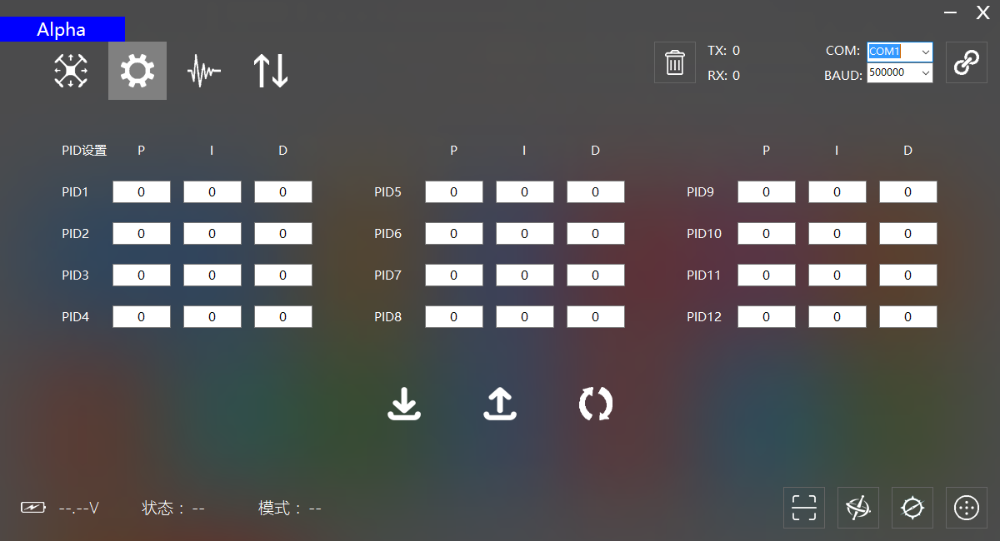 Alpha
TX: 0
RX: 0
COM: COM1
BAUD: 500000
PID设置 P I D P I D P I D
PID1 0 0 0 PID5 0 0 0 PID9 0 0 0
PID2 0 0 0 PID6 0 0 0 PID10 0 0 0
PID3 0 0 0 PID7 0 0 0 PID11 0 0 0
PID4 0 0 0 PID8 0 0 0 PID12 0 0 0
--.--V 状态： -- 模式： --